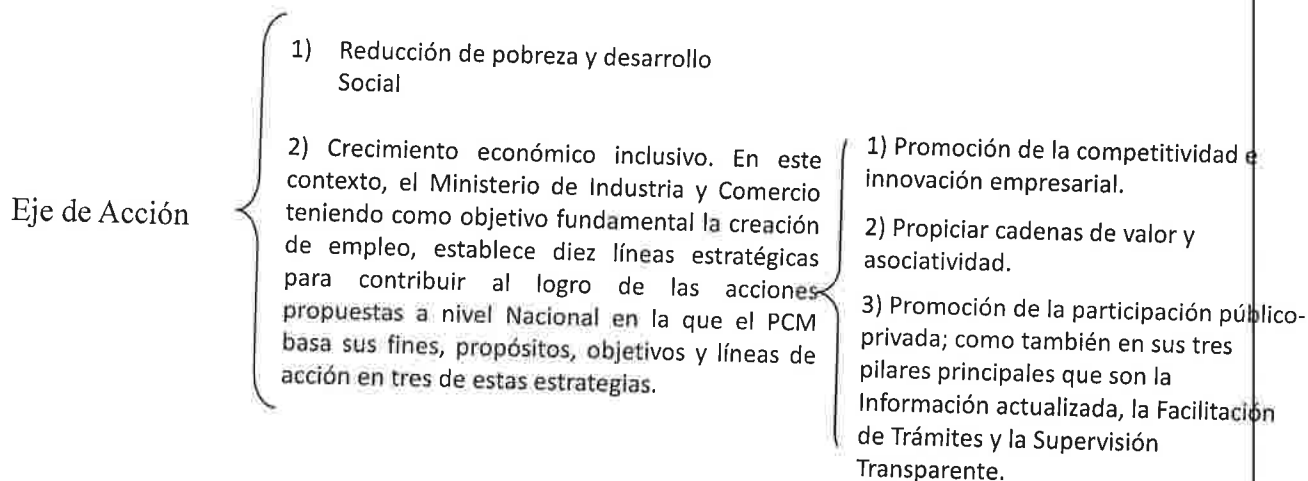 Eje de Acción
1) Reducción de pobreza y desarrollo
Social
2) Crecimiento económico inclusivo. En este
contexto, el Ministerio de Industria y Comercio
teniendo como objetivo fundamental la creación
de empleo, establece diez líneas estratégicas
para contribuir al logro de las acciones
propuestas a nivel Nacional en la que el PCM
basa sus fines, propósitos, objetivos y líneas de
acción en tres de estas estrategias.
1) Promoción de la competitividad e
innovación empresarial.
2) Propiciar cadenas de valor y
asociatividad.
3) Promoción de la participación público-
privada; como también en sus tres
pilares principales que son la
Información actualizada, la Facilitación
de Trámites y la Supervisión
Transparente.